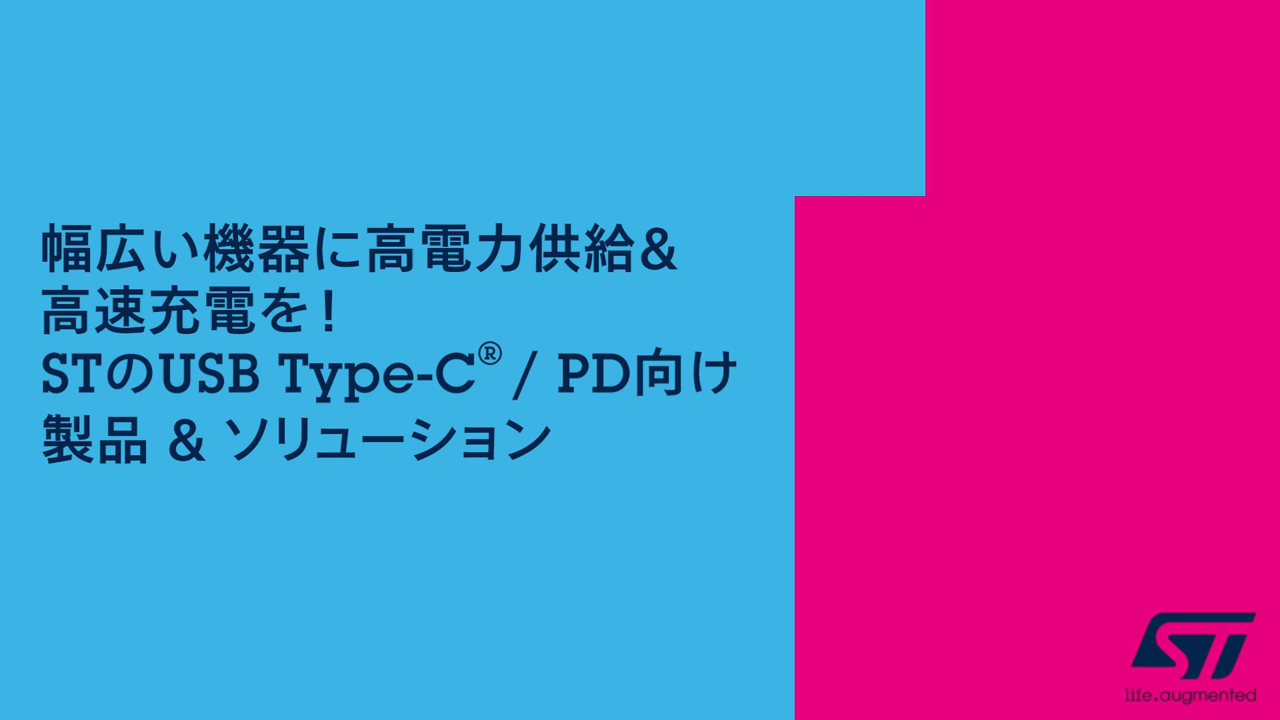 幅広い機器に高電力供給&
高速充電を!
STのUSB Type-C® / PD向け
製品 & ソリューション
ST
life.augmented